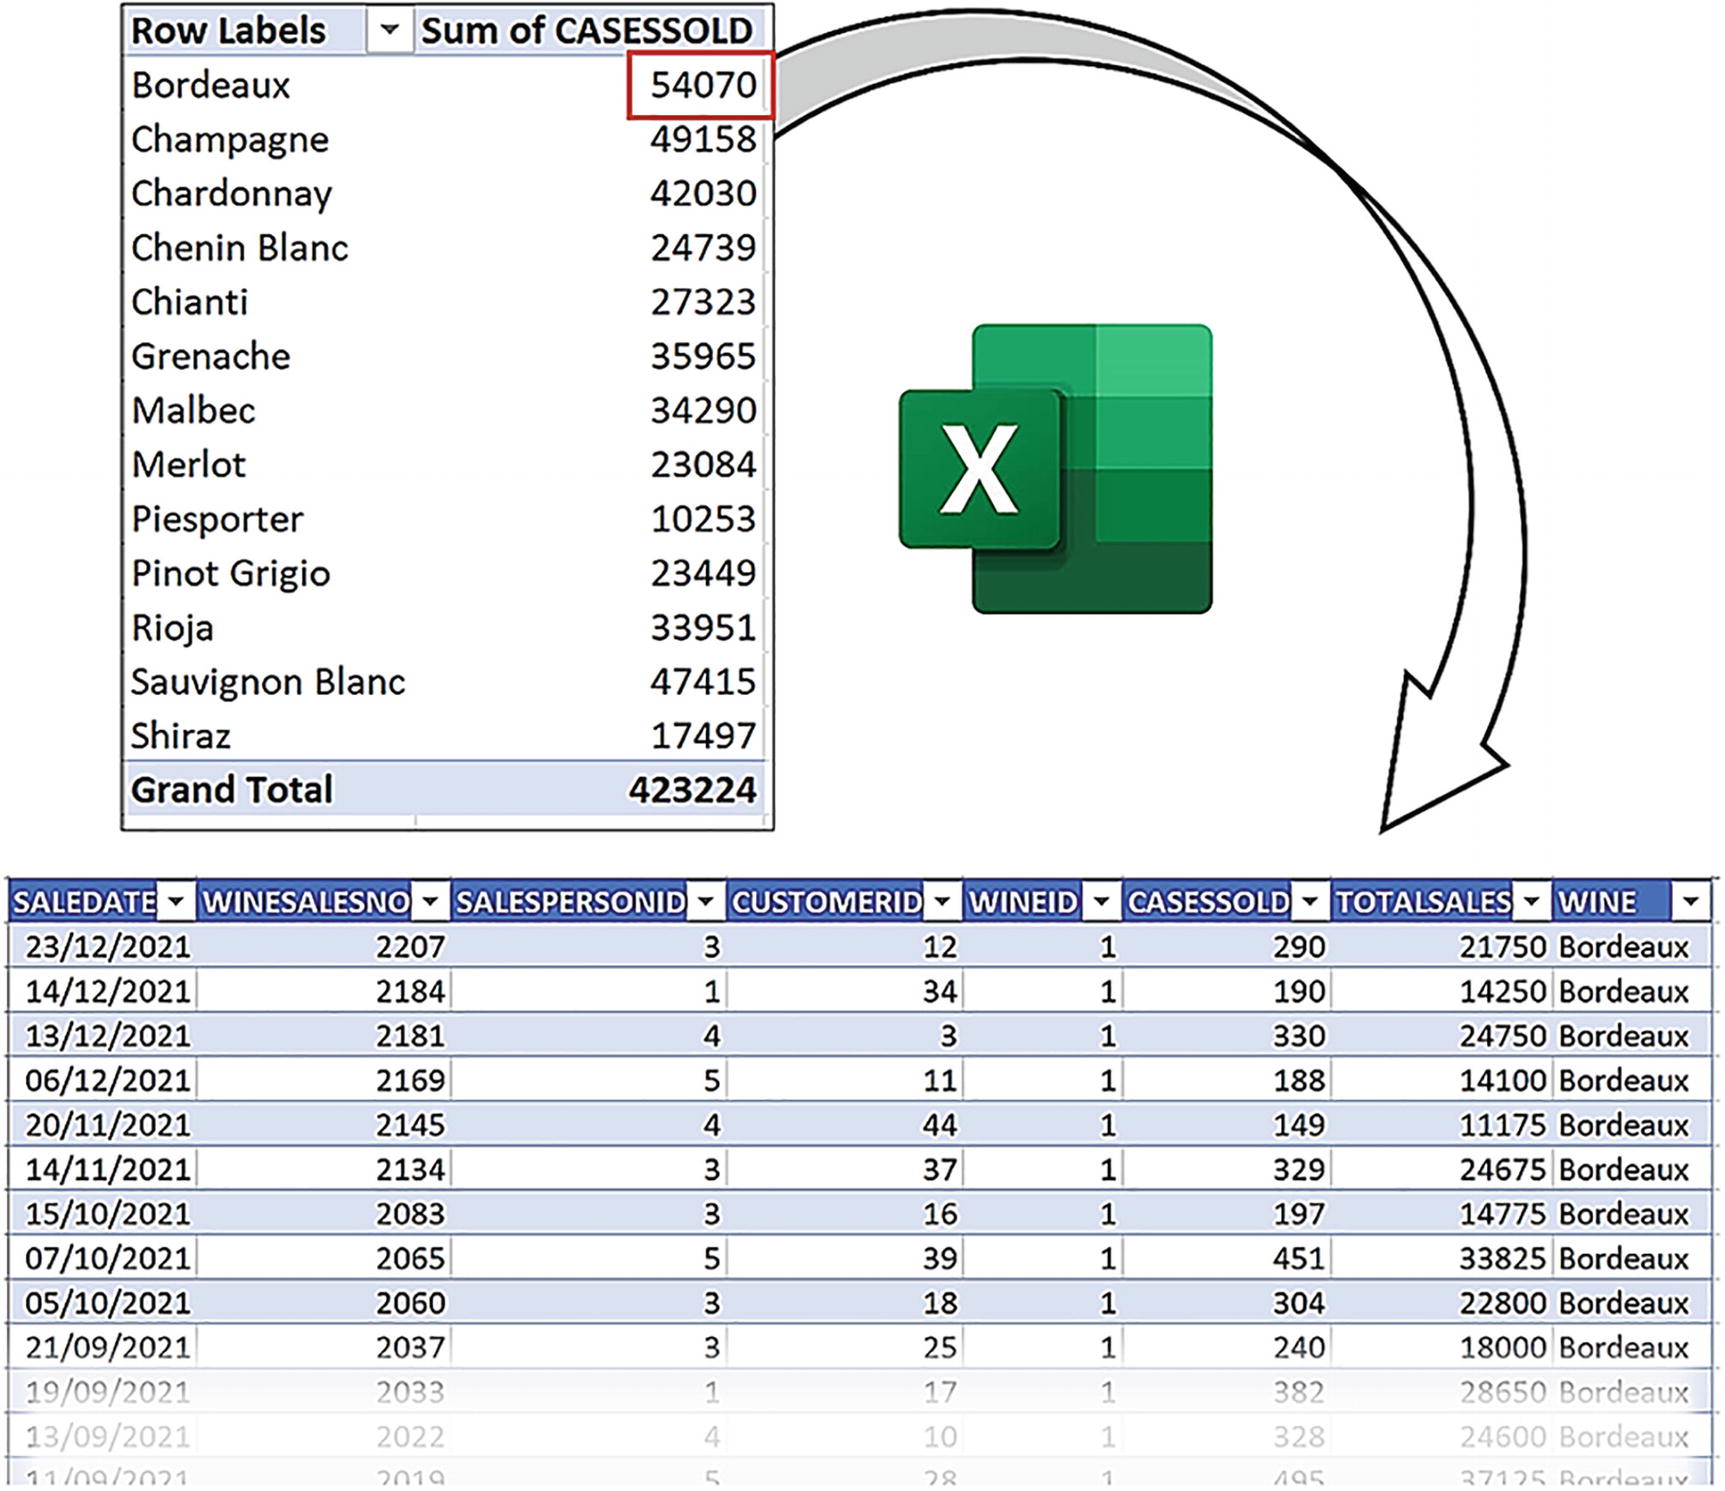 Row Labels Sum of CASESSOLD
Bordeaux 54070
Champagne 49158
Chardonnay 42030
Chenin Blanc 24739
Chianti 27323
Grenache 35965
Malbec 34290
Merlot 23084
Piesporter 10253
Pinot Grigio 23449
Rioja 33951
Sauvignon Blanc 47415
Shiraz 17497
Grand Total 423224
X
SALEDATE WINESALESNO SALESPERSONID CUSTOMERID WINEID CASESSOLD TOTALSALES WINE
23/12/2021 2207 3 12 1 290 21750 Bordeaux
14/12/2021 2184 1 34 1 190 14250 Bordeaux
13/12/2021 2181 4 3 1 330 24750 Bordeaux
06/12/2021 2169 5 11 1 188 14100 Bordeaux
20/11/2021 2145 4 44 1 149 11175 Bordeaux
14/11/2021 2134 3 37 1 329 24675 Bordeaux
15/10/2021 2083 3 16 1 197 14775 Bordeaux
07/10/2021 2065 5 39 1 451 33825 Bordeaux
05/10/2021 2060 3 18 1 304 22800 Bordeaux
21/09/2021 2037 3 25 1 240 18000 Bordeaux
19/09/2021 2033 1 17 1 382 28650 Bordeaux
13/09/2021 2022 4 10 1 328 24600 Bordeaux
11/09/2021 2019 5 28 1 495 37125 Bordeaux